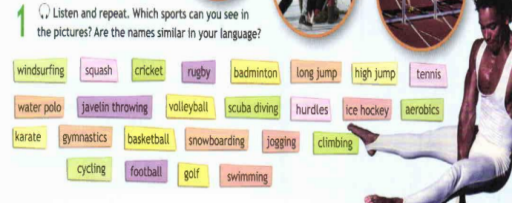 1 Listen and repeat. Which sports can you see in
the pictures? Are the names similar in your language?
windsurfing squash cricket rugby badminton long jump high jump tennis
water polo javelin throwing volleyball scuba diving hurdles ice hockey aerobics
karate gymnastics basketball snowboarding jogging climbing
cycling football golf swimming